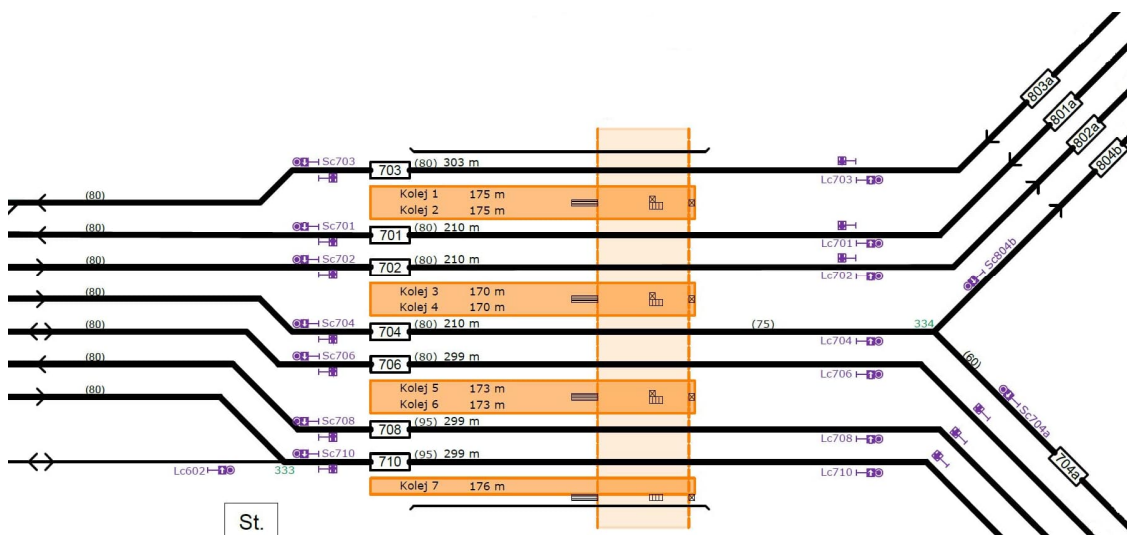 803a
801a
802a
804b
Sc703
703
(80) 303 m
Lc703
(80)
Kolej 1 175 m
Kolej 2 175 m
Sc701
(80)
701
(80) 210 m
Lc701
Sc702
(80)
702
(80) 210 m
Lc702
Sc804b
Kolej 3 170 m
Kolej 4 170 m
(80)
Sc704
(80)
704
(80) 210 m
(75)
334
Lc704
Sc706
(80)
706
(80) 299 m
(60)
Lc706
Kolej 5 173 m
Kolej 6 173 m
(80)
Sc704a
Sc708
708
(95) 299 m
Lc708
Sc710
704a
Lc602
333
710
(95) 299 m
Lc710
Kolej 7 176 m
St.